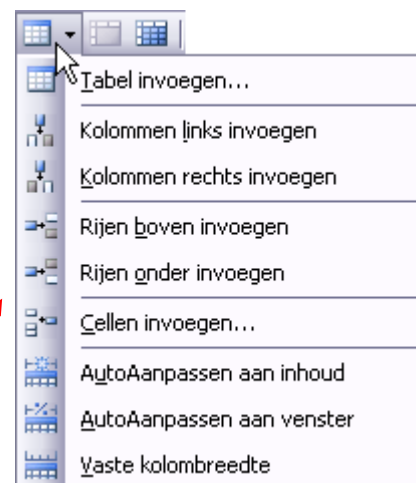 Tabel invoegen...
Kolommen links invoegen
Kolommen rechts invoegen
Rijen boven invoegen
Rijen onder invoegen
Cellen invoegen...
AutoAanpassen aan inhoud
AutoAanpassen aan venster
Vaste kolombreedte